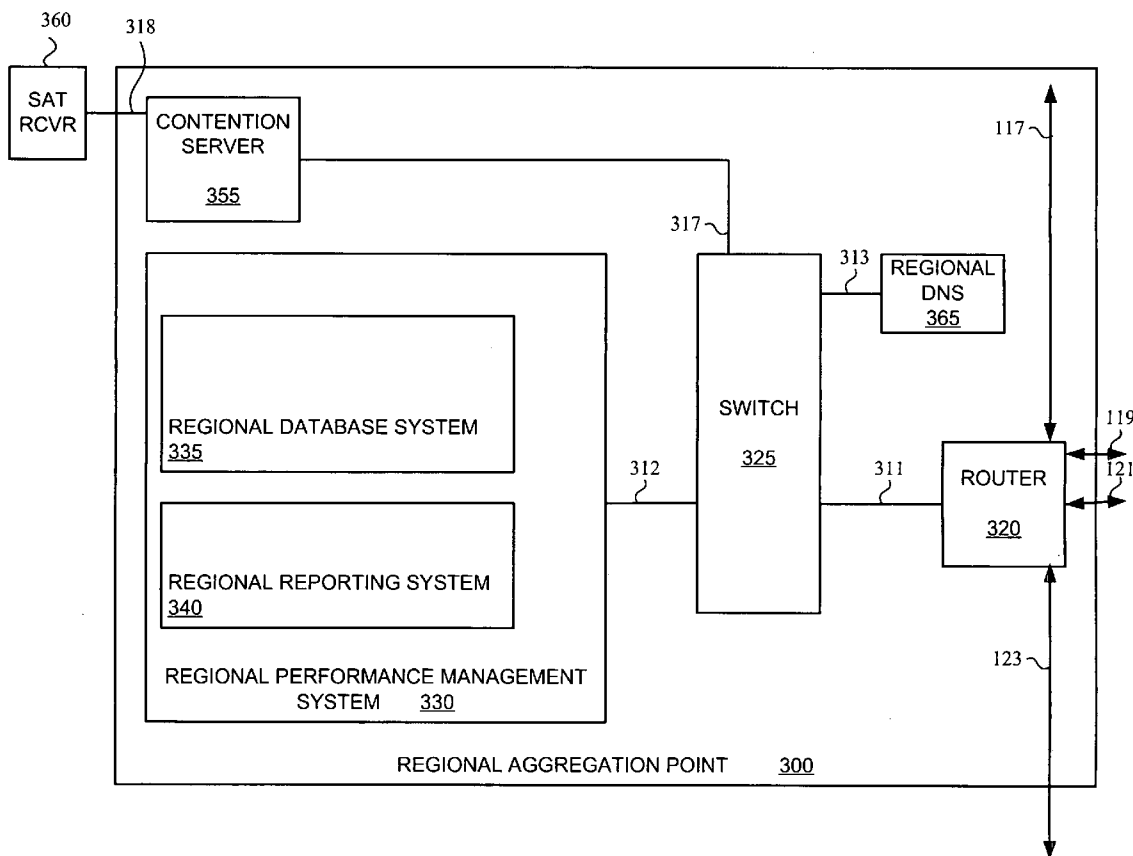 360
318
SAT
RCVR
CONTENTION
SERVER
355
117
317
313
REGIONAL
DNS
365
SWITCH
325
REGIONAL DATABASE SYSTEM
335
119
121
ROUTER
320
312
311
REGIONAL REPORTING SYSTEM
340
123
REGIONAL PERFORMANCE MANAGEMENT
SYSTEM 330
REGIONAL AGGREGATION POINT 300